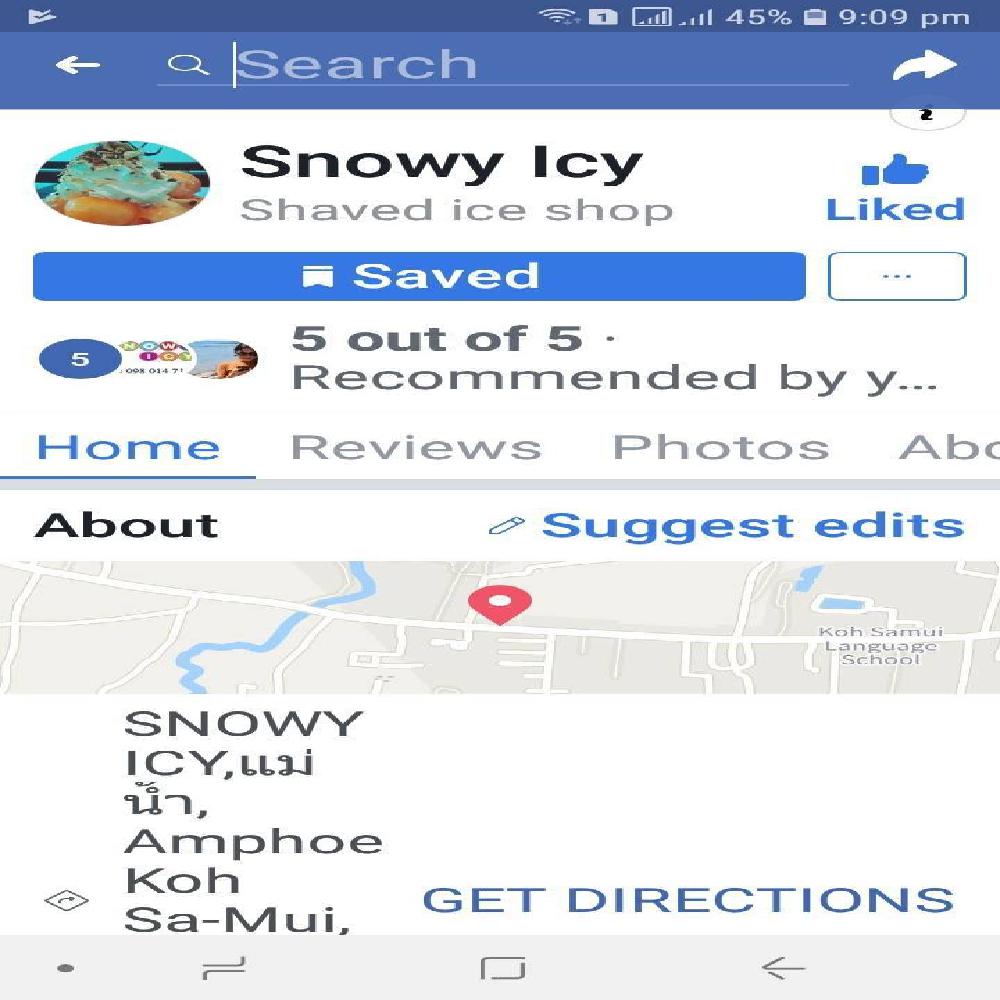 1 45% 9:09 pm
Search
2
Snowy Icy
Shaved ice shop
Liked
Saved
...
5
NOW
ICY
098 014 7
5 out of 5 ·
Recommended by y...
Home Reviews Photos Abo
About Suggest edits
Koh Samui
Language
School
SNOWY
ICY,แม่
น้ำ,
Amphoe
Koh
Sa-Mui,
GET DIRECTIONS